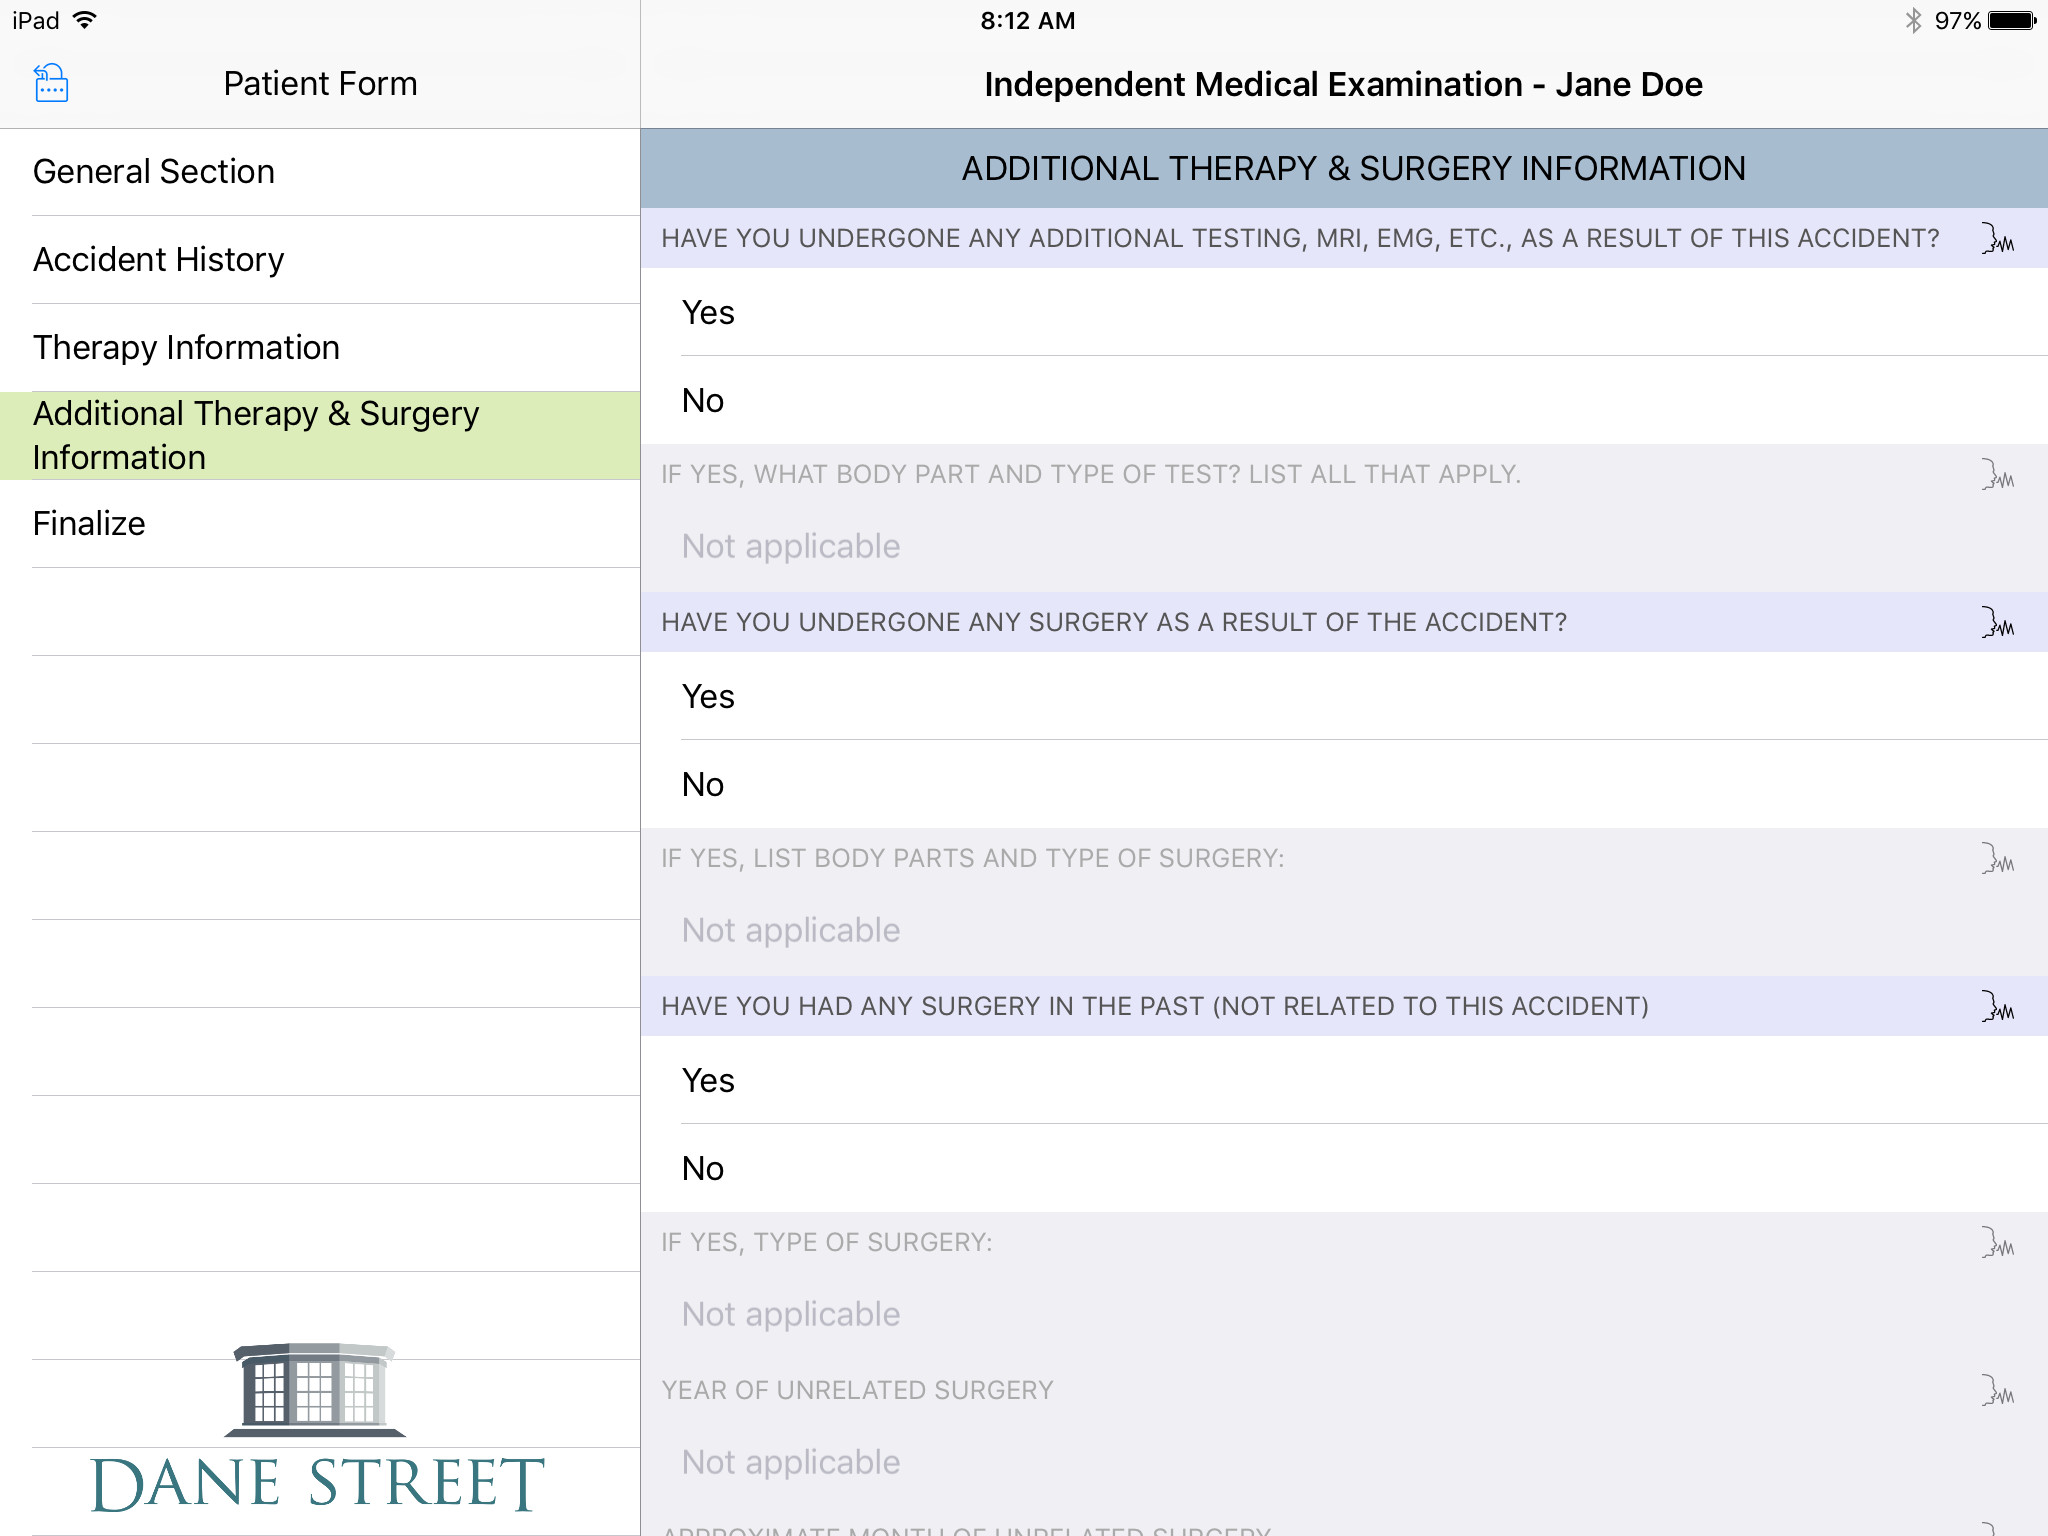 iPad
8:12 AM
97%
Patient Form
Independent Medical Examination - Jane Doe
General Section
Accident History
Therapy Information
Additional Therapy & Surgery
Information
Finalize
DANE STREET
ADDITIONAL THERAPY & SURGERY INFORMATION
HAVE YOU UNDERGONE ANY ADDITIONAL TESTING, MRI, EMG, ETC., AS A RESULT OF THIS ACCIDENT?
Yes
No
IF YES, WHAT BODY PART AND TYPE OF TEST? LIST ALL THAT APPLY.
Not applicable
HAVE YOU UNDERGONE ANY SURGERY AS A RESULT OF THE ACCIDENT?
Yes
No
IF YES, LIST BODY PARTS AND TYPE OF SURGERY:
Not applicable
HAVE YOU HAD ANY SURGERY IN THE PAST (NOT RELATED TO THIS ACCIDENT)
Yes
No
IF YES, TYPE OF SURGERY:
Not applicable
YEAR OF UNRELATED SURGERY
Not applicable
APPROXIMATE MONTH OF UNRELATED SURGERY